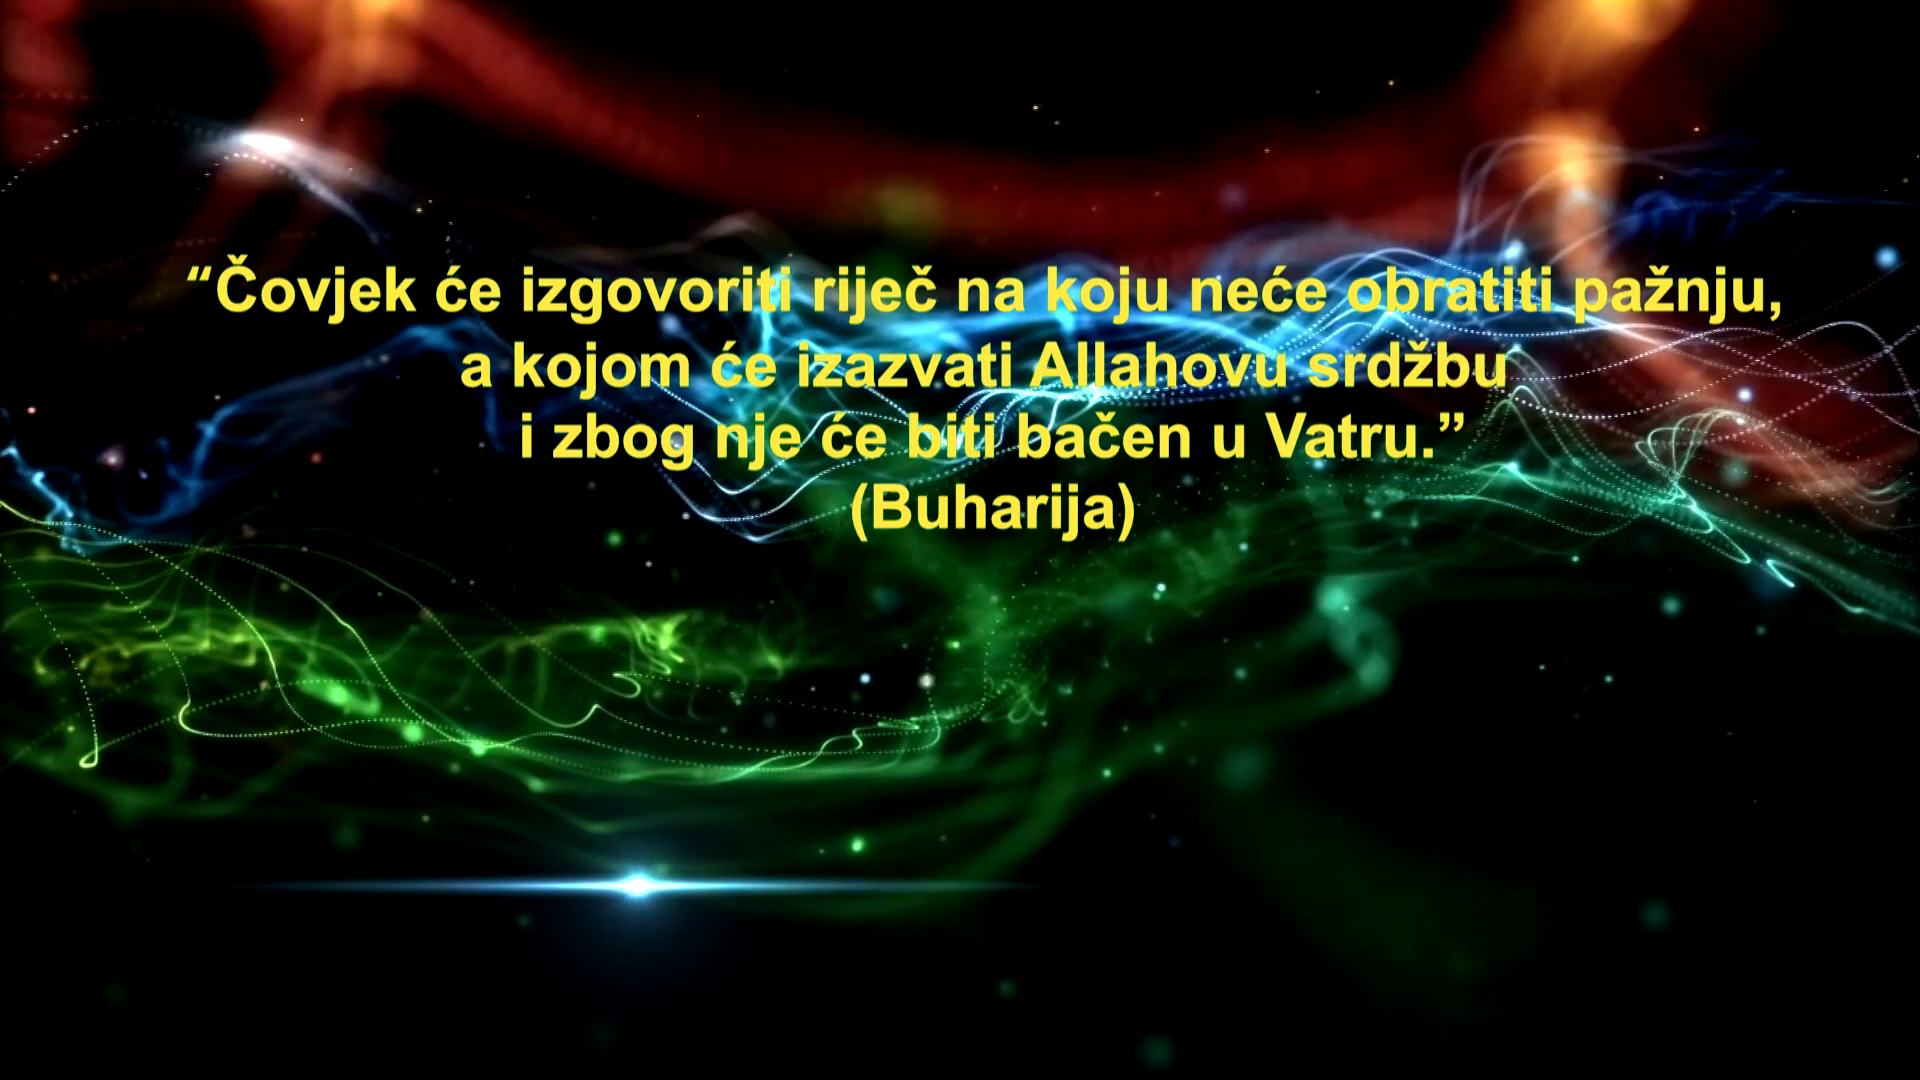 “Čovjek će izgovoriti riječ na koju neće obratiti pažnju,
a kojom će izazvati Allahovu srdžbu
i zbog nje će biti bačen u Vatru.”
(Buharija)